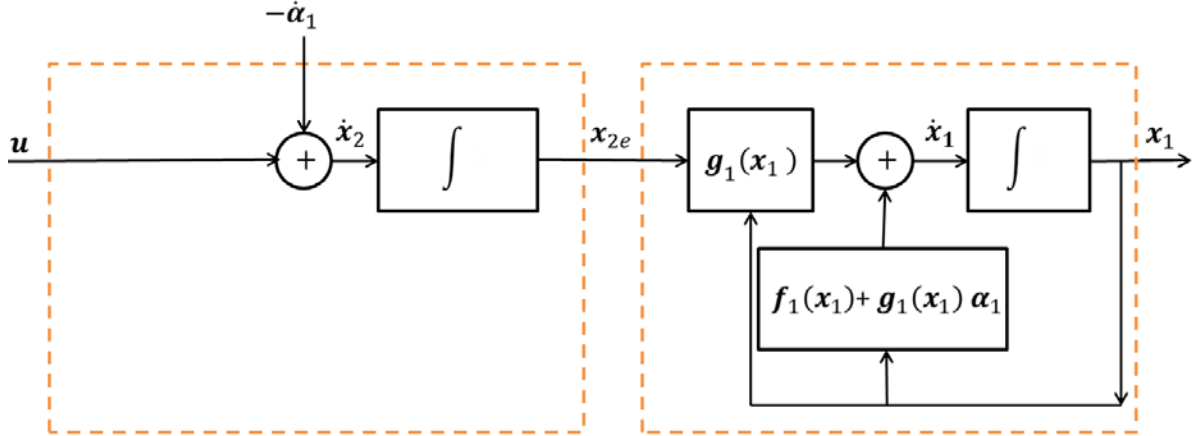 −α̇₁
u
+
ẋ₂
∫
x₂ₑ
g₁(x₁)
+
ẋ₁
∫
x₁
f₁(x₁)+ g₁(x₁) α₁